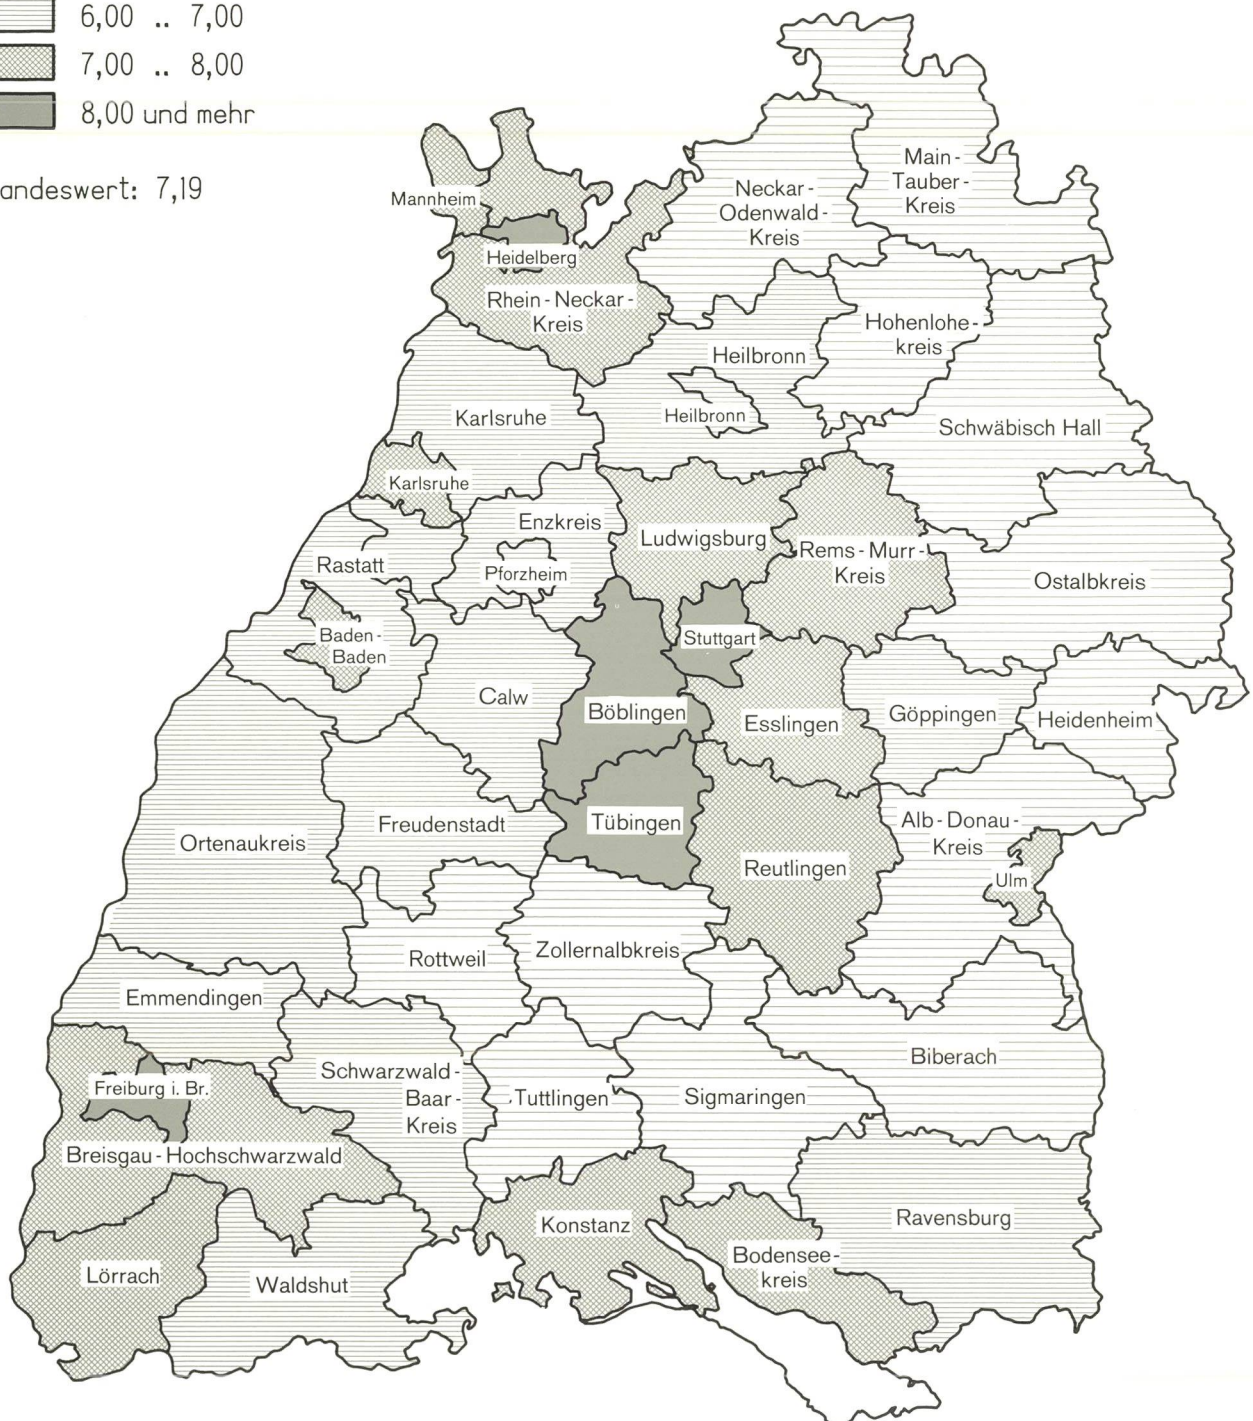 6,00 .. 7,00
7,00 .. 8,00
8,00 und mehr
andeswert: 7,19
Main-
Tauber-
Kreis
Neckar-
Odenwald-
Kreis
Mannheim
Heidelberg
Rhein-Neckar-
Kreis
Hohenlohe-
kreis
Heilbronn
Heilbronn
Karlsruhe
Schwäbisch Hall
Karlsruhe
Enzkreis
Ludwigsburg
Rems-Murr-
Kreis
Rastatt
Pforzheim
Ostalbkreis
Baden-
Baden
Stuttgart
Calw
Böblingen
Esslingen
Göppingen
Heidenheim
Ortenaukreis
Freudenstadt
Tübingen
Alb-Donau-
Kreis
Reutlingen
Ulm
Rottweil
Zollernalbkreis
Emmendingen
Biberach
Schwarzwald-
Baar-
Kreis
Freiburg i. Br.
Tuttlingen
Sigmaringen
Breisgau-Hochschwarzwald
Ravensburg
Konstanz
Bodensee-
kreis
Lörrach
Waldshut